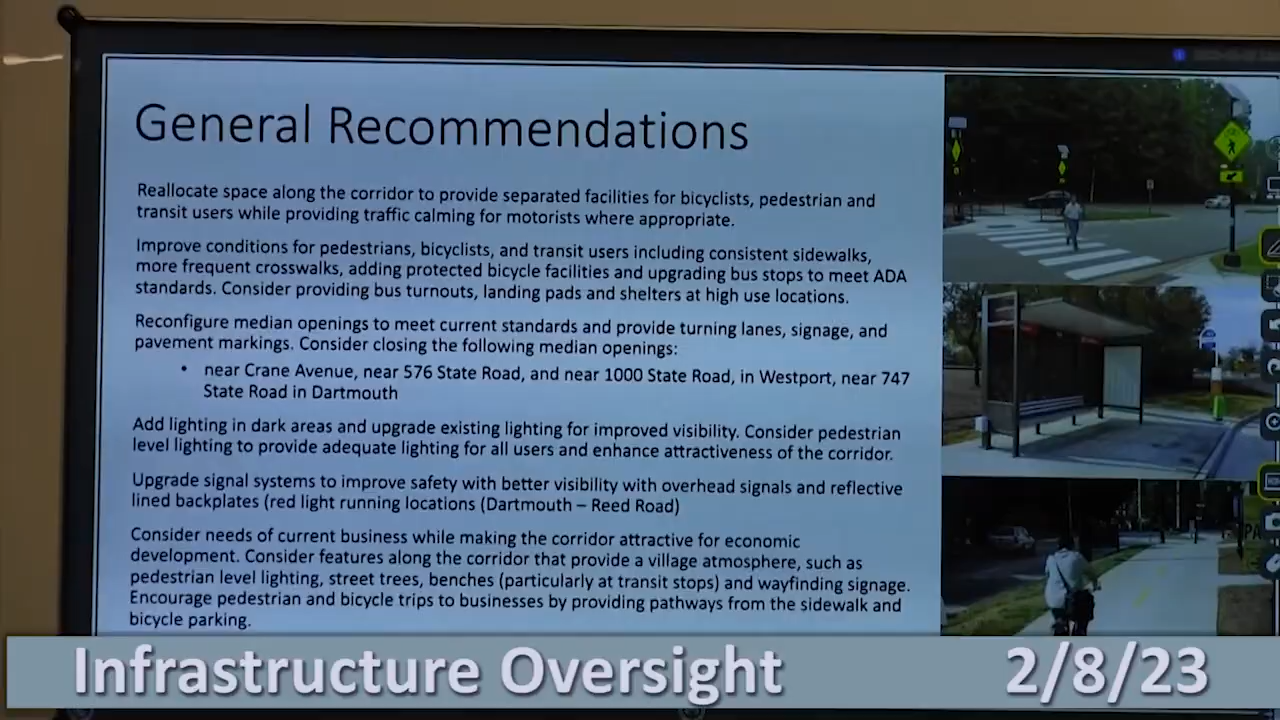 General Recommendations
Reallocate space along the corridor to provide separated facilities for bicyclists, pedestrian and
transit users while providing traffic calming for motorists where appropriate.
Improve conditions for pedestrians, bicyclists, and transit users including consistent sidewalks,
more frequent crosswalks, adding protected bicycle facilities and upgrading bus stops to meet ADA
standards. Consider providing bus turnouts, landing pads and shelters at high use locations.
Reconfigure median openings to meet current standards and provide turning lanes, signage, and
pavement markings. Consider closing the following median openings:
• near Crane Avenue, near 576 State Road, and near 1000 State Road, in Westport, near 747
State Road in Dartmouth
Add lighting in dark areas and upgrade existing lighting for improved visibility. Consider pedestrian
level lighting to provide adequate lighting for all users and enhance attractiveness of the corridor.
Upgrade signal systems to improve safety with better visibility with overhead signals and reflective
lined backplates (red light running locations (Dartmouth – Reed Road)
Consider needs of current business while making the corridor attractive for economic
development. Consider features along the corridor that provide a village atmosphere, such as
pedestrian level lighting, street trees, benches (particularly at transit stops) and wayfinding signage.
Encourage pedestrian and bicycle trips to businesses by providing pathways from the sidewalk and
bicycle parking.
Infrastructure Oversight
2/8/23